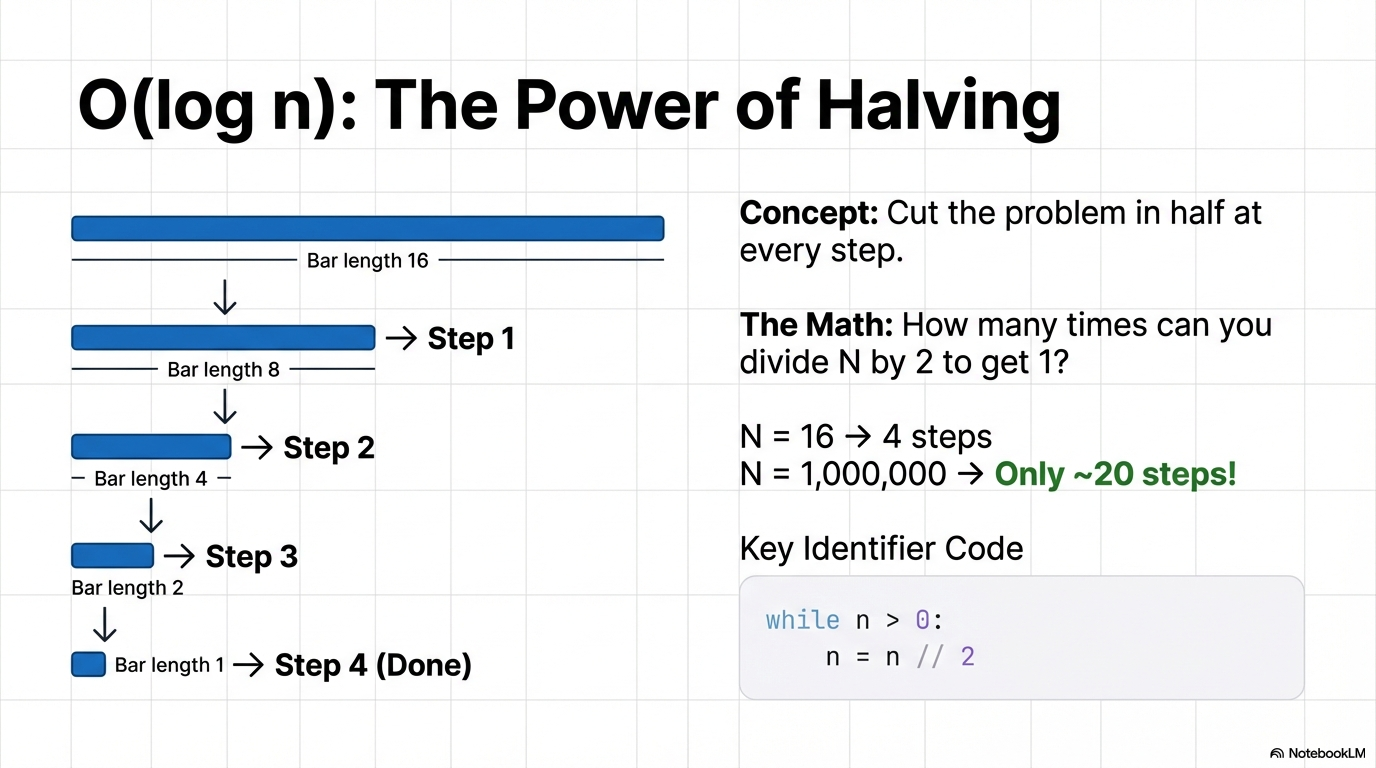 O(log n): The Power of Halving
Bar length 16
Bar length 8
→ Step 1
Bar length 4
→ Step 2
Bar length 2
→ Step 3
Bar length 1 → Step 4 (Done)
Concept: Cut the problem in half at
every step.
The Math: How many times can you
divide N by 2 to get 1?
N = 16 → 4 steps
N = 1,000,000 → Only ~20 steps!
Key Identifier Code
while n > 0:
    n = n // 2
NotebookLM